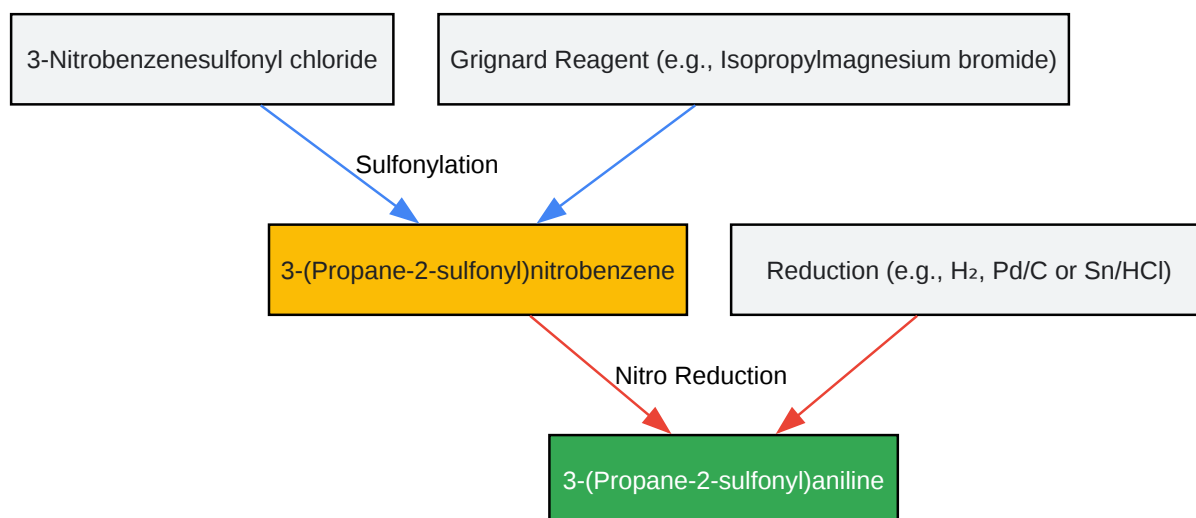 3-Nitrobenzenesulfonyl chloride
Grignard Reagent (e.g., Isopropylmagnesium bromide)
Sulfonylation
3-(Propane-2-sulfonyl)nitrobenzene
Reduction (e.g., H₂, Pd/C or Sn/HCl)
Nitro Reduction
3-(Propane-2-sulfonyl)aniline